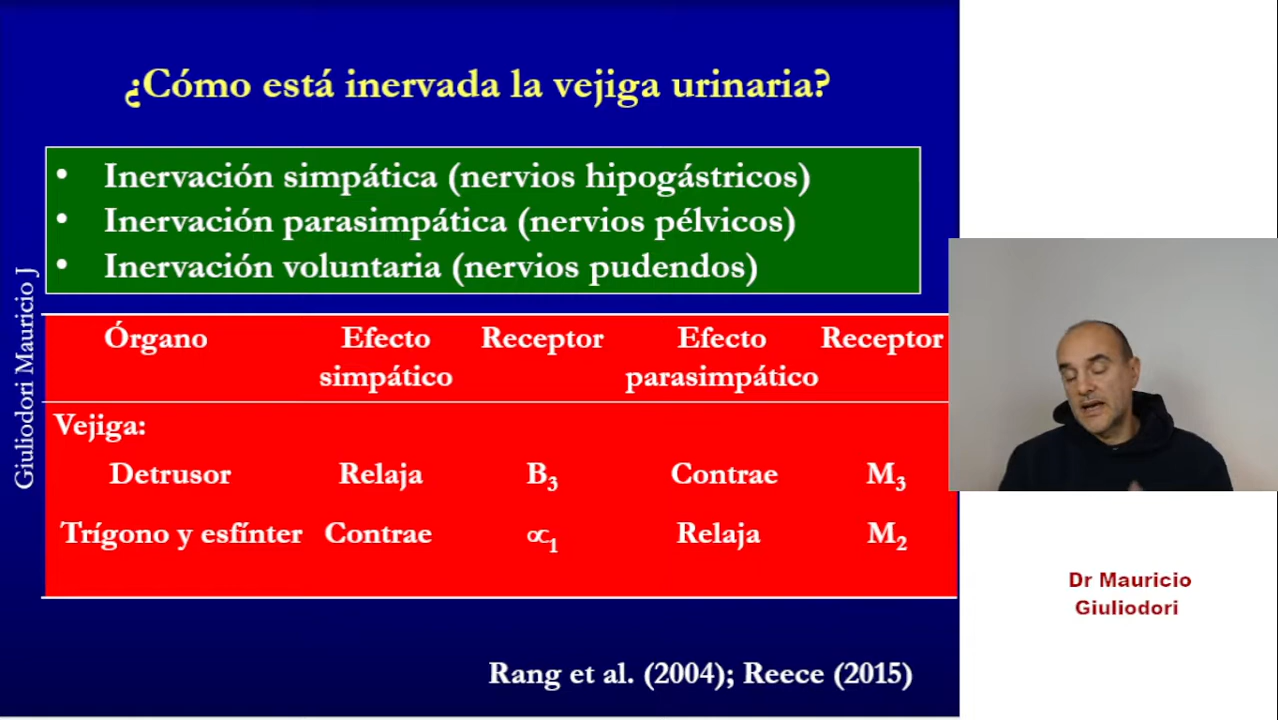 ¿Cómo está inervada la vejiga urinaria?
• Inervación simpática (nervios hipogástricos)
• Inervación parasimpática (nervios pélvicos)
• Inervación voluntaria (nervios pudendos)
Giuliodori Mauricio J
Órgano Efecto simpático Receptor Efecto parasimpático Receptor
Vejiga:
Detrusor Relaja B3 Contrae M3
Trígono y esfínter Contrae ∝1 Relaja M2
Rang et al. (2004); Reece (2015)
Dr Mauricio
Giuliodori